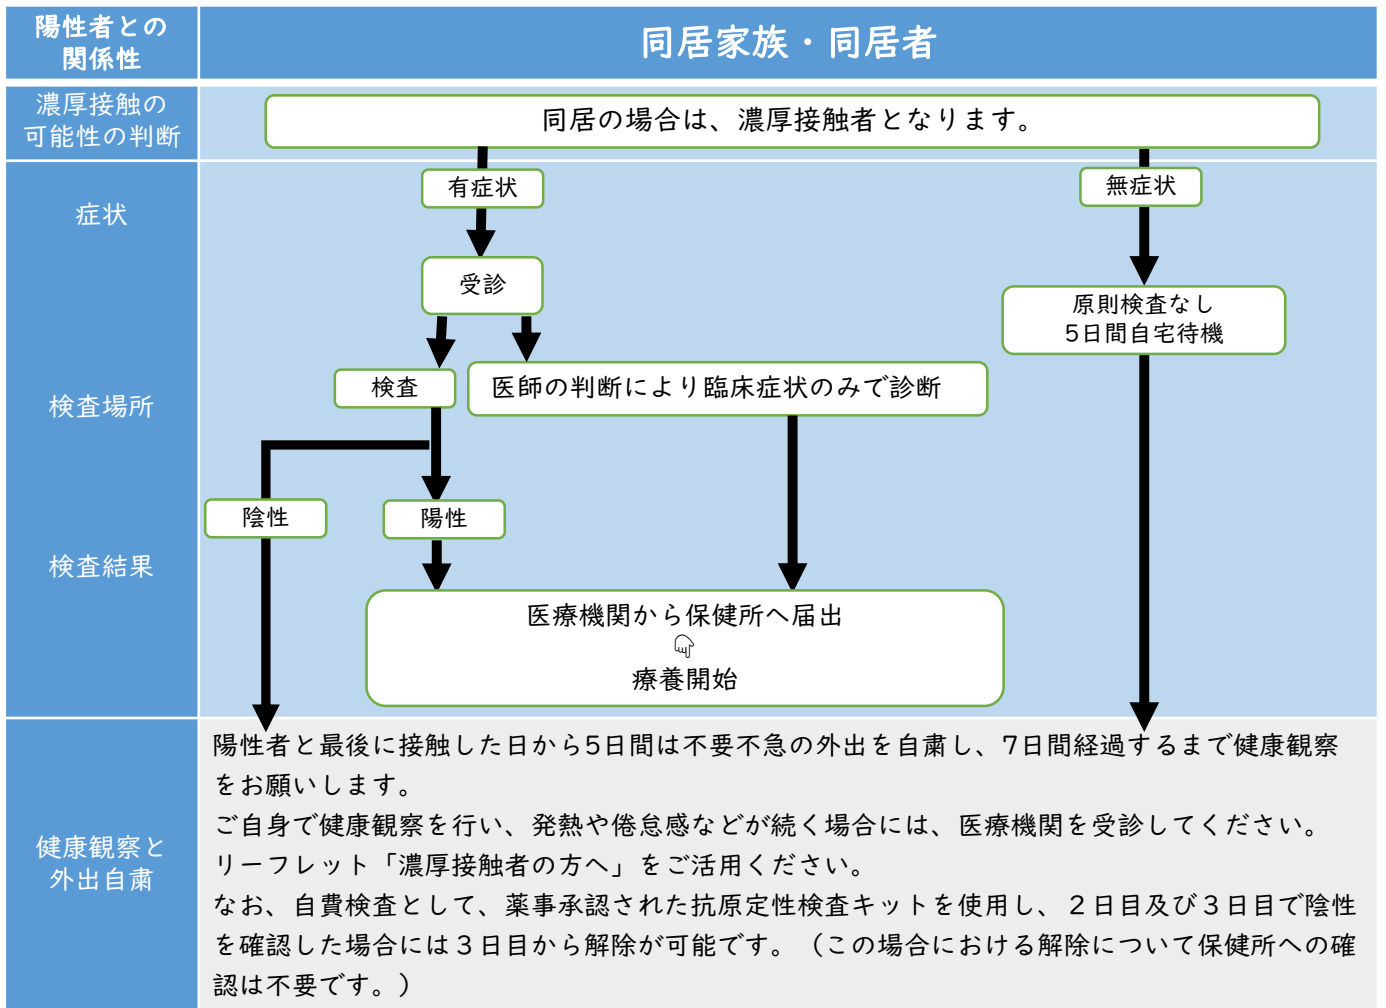 陽性者との
関係性
同居家族・同居者
濃厚接触の
可能性の判断
同居の場合は、濃厚接触者となります。
症状
有症状
無症状
受診
原則検査なし
5日間自宅待機
検査場所
検査
医師の判断により臨床症状のみで診断
陰性
陽性
検査結果
医療機関から保健所へ届出
☟
療養開始
健康観察と
外出自粛
陽性者と最後に接触した日から5日間は不要不急の外出を自粛し、7日間経過するまで健康観察
をお願いします。
ご自身で健康観察を行い、発熱や倦怠感などが続く場合には、医療機関を受診してください。
リーフレット「濃厚接触者の方へ」をご活用ください。
なお、自費検査として、薬事承認された抗原定性検査キットを使用し、２日目及び３日目で陰性
を確認した場合には３日目から解除が可能です。（この場合における解除について保健所への確
認は不要です。）